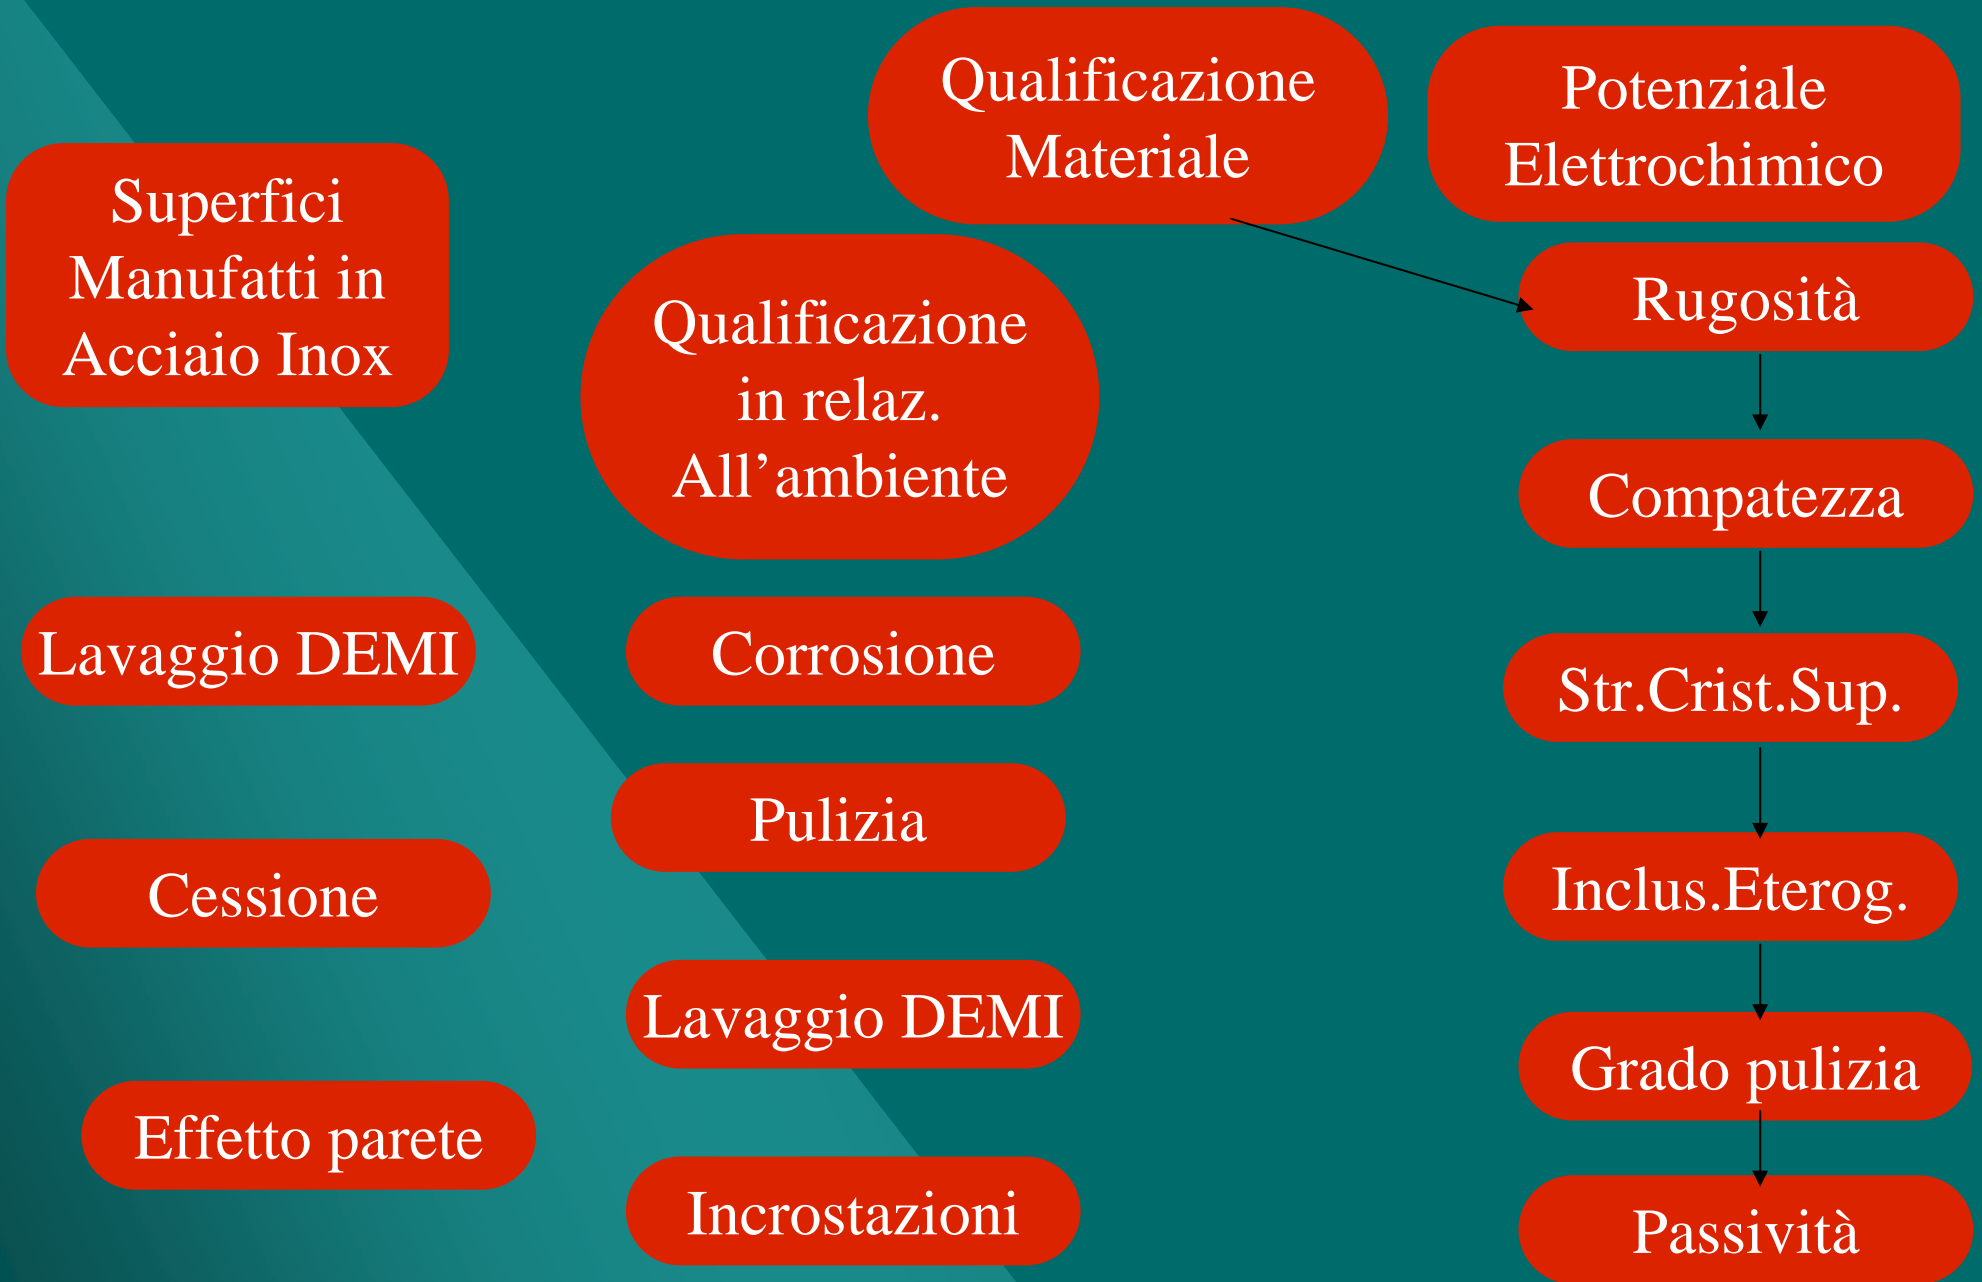 Qualificazione
Materiale
Potenziale
Elettrochimico
Superfici
Manufatti in
Acciaio Inox
Qualificazione
in relaz.
All’ambiente
Rugosità
Compatezza
Lavaggio DEMI
Corrosione
Str.Crist.Sup.
Pulizia
Cessione
Inclus.Eterog.
Lavaggio DEMI
Grado pulizia
Effetto parete
Incrostazioni
Passività